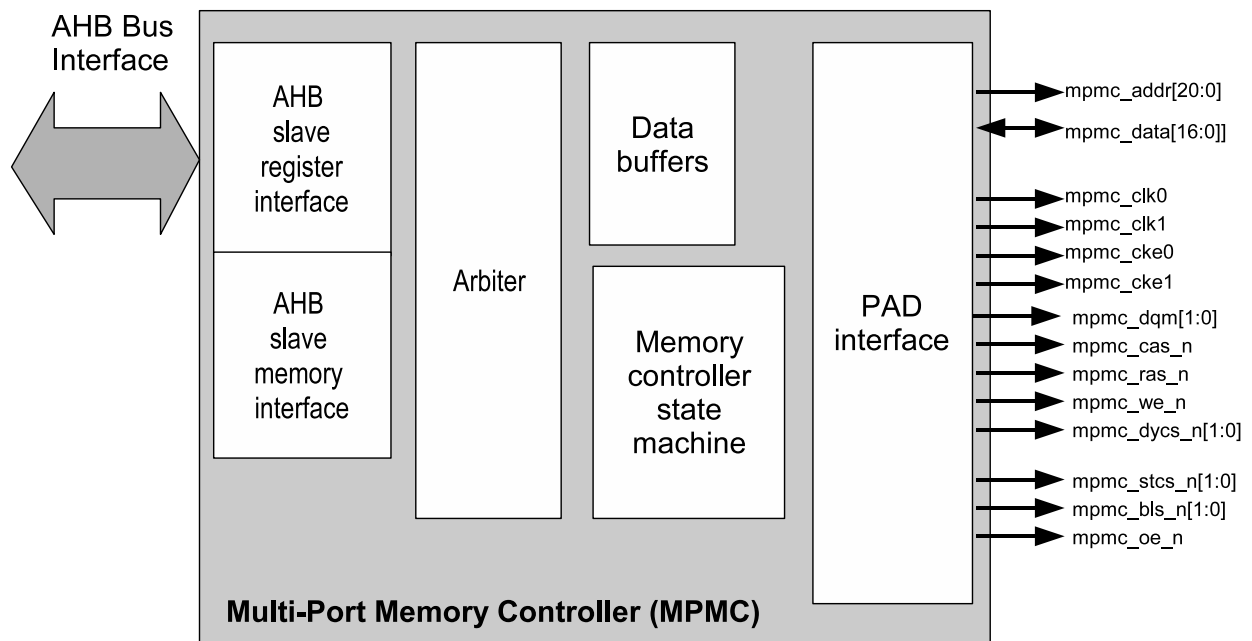 AHB Bus
Interface
AHB
slave
register
interface
AHB
slave
memory
interface
Arbiter
Data
buffers
Memory
controller
state
machine
PAD
interface
mpmc_addr[20:0]
mpmc_data[16:0]]
mpmc_clk0
mpmc_clk1
mpmc_cke0
mpmc_cke1
mpmc_dqm[1:0]
mpmc_cas_n
mpmc_ras_n
mpmc_we_n
mpmc_dycs_n[1:0]
mpmc_stcs_n[1:0]
mpmc_bls_n[1:0]
mpmc_oe_n
Multi-Port Memory Controller (MPMC)